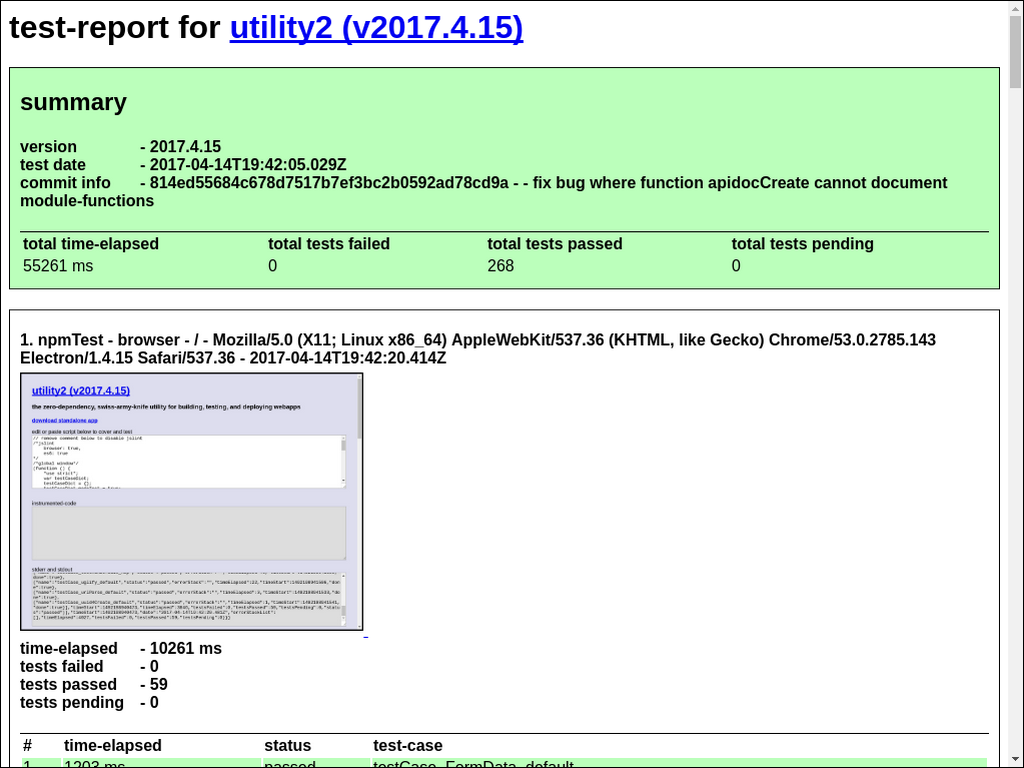 test-report for utility2 (v2017.4.15)
summary
version - 2017.4.15
test date - 2017-04-14T19:42:05.029Z
commit info - 814ed55684c678d7517b7ef3bc2b0592ad78cd9a - - fix bug where function apidocCreate cannot document
module-functions
total time-elapsed total tests failed total tests passed total tests pending
55261 ms 0 268 0
1. npmTest - browser - / - Mozilla/5.0 (X11; Linux x86_64) AppleWebKit/537.36 (KHTML, like Gecko) Chrome/53.0.2785.143
Electron/1.4.15 Safari/537.36 - 2017-04-14T19:42:20.414Z
utility2 (v2017.4.15)
the zero-dependency, swiss-army-knife utility for building, testing, and deploying webapps
download standalone app
edit or paste script below to cover and test
// remove comment below to disable jslint
/*jslint
browser: true,
es6: true
*/
/*global window*/
(function () {
"use strict";
var testCaseDict;
testCaseDict = {};
instrumented-code
stderr and stdout
time-elapsed - 10261 ms
tests failed - 0
tests passed - 59
tests pending - 0
# time-elapsed status test-case
1 1203 ms passed testCase_FormData_default